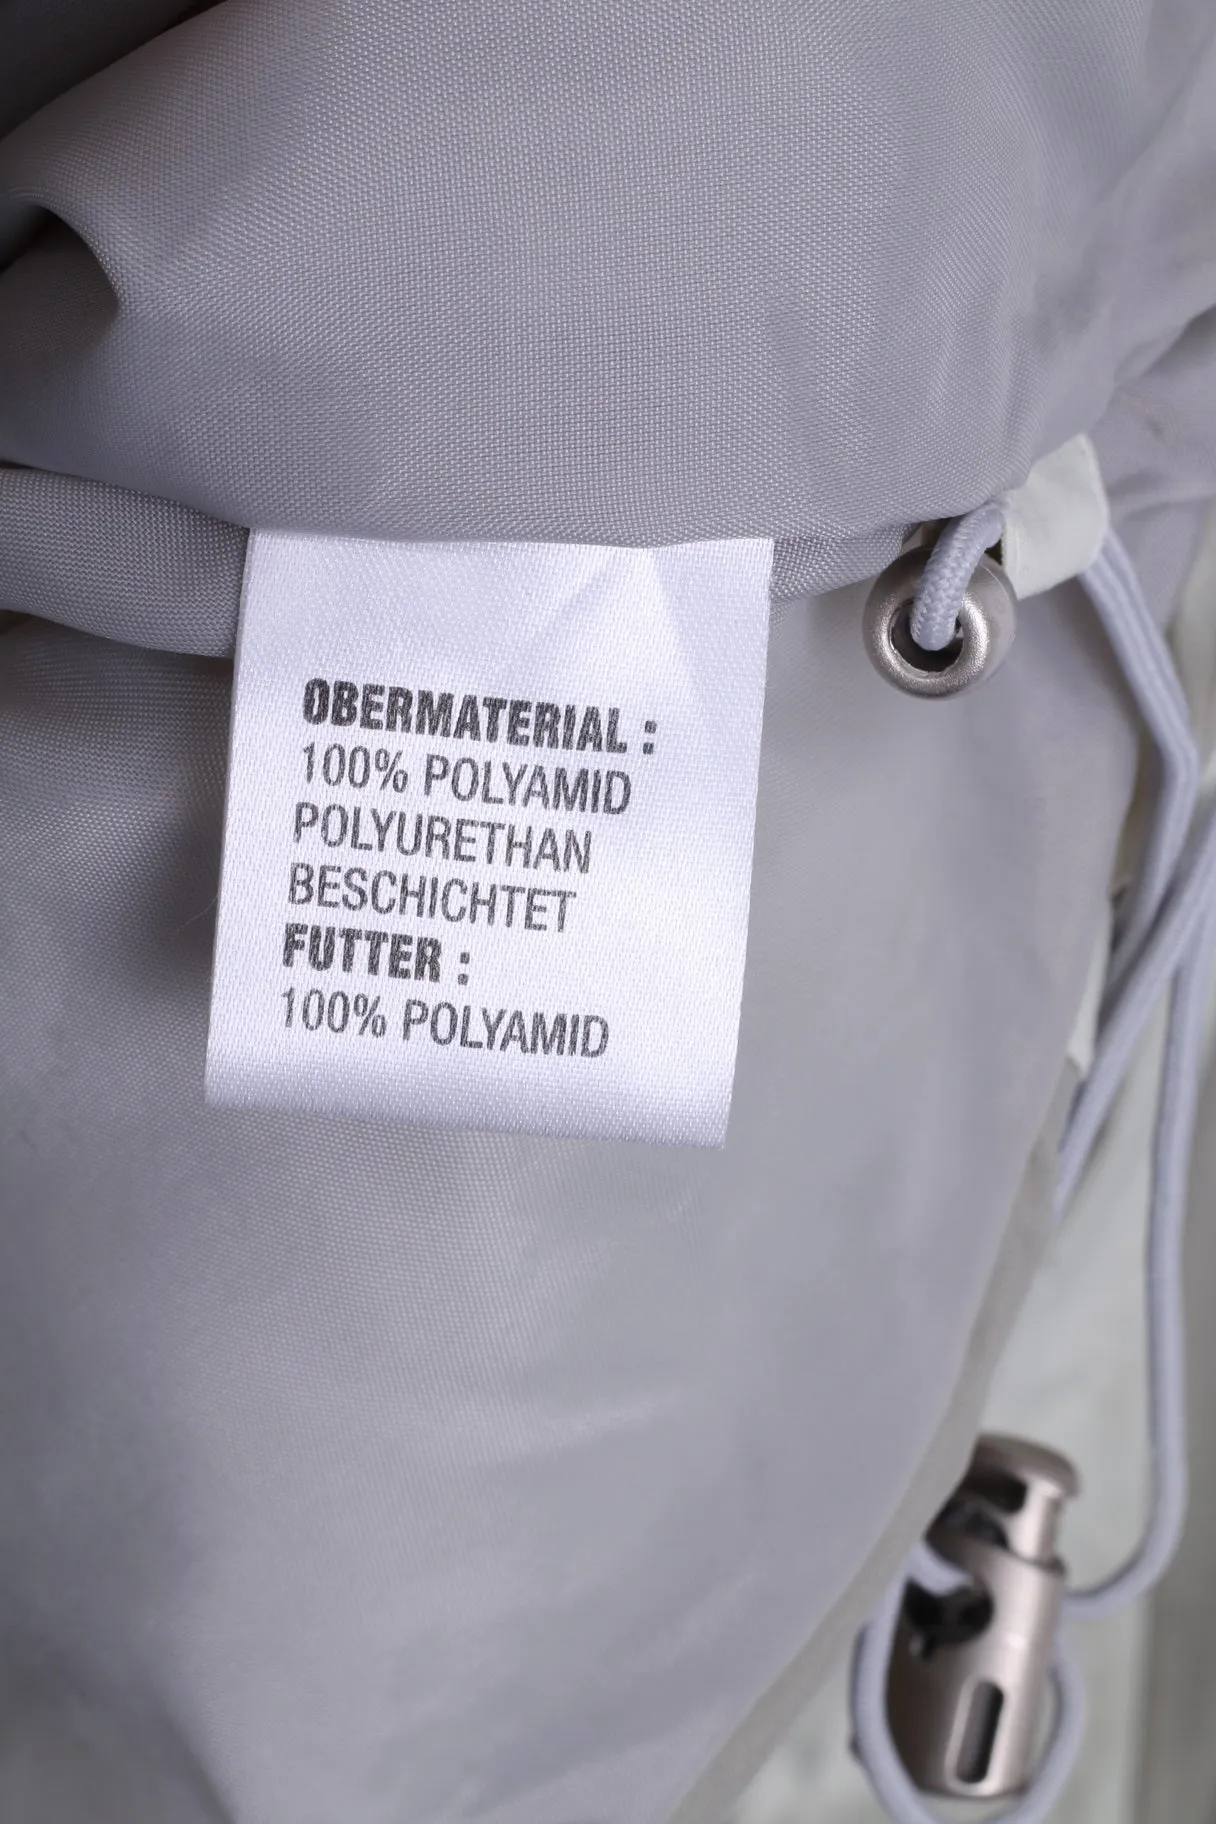 OBERMATERIAL :
100% POLYAMID
POLYURETHAN
BESCHICHTET
FUTTER :
100% POLYAMID